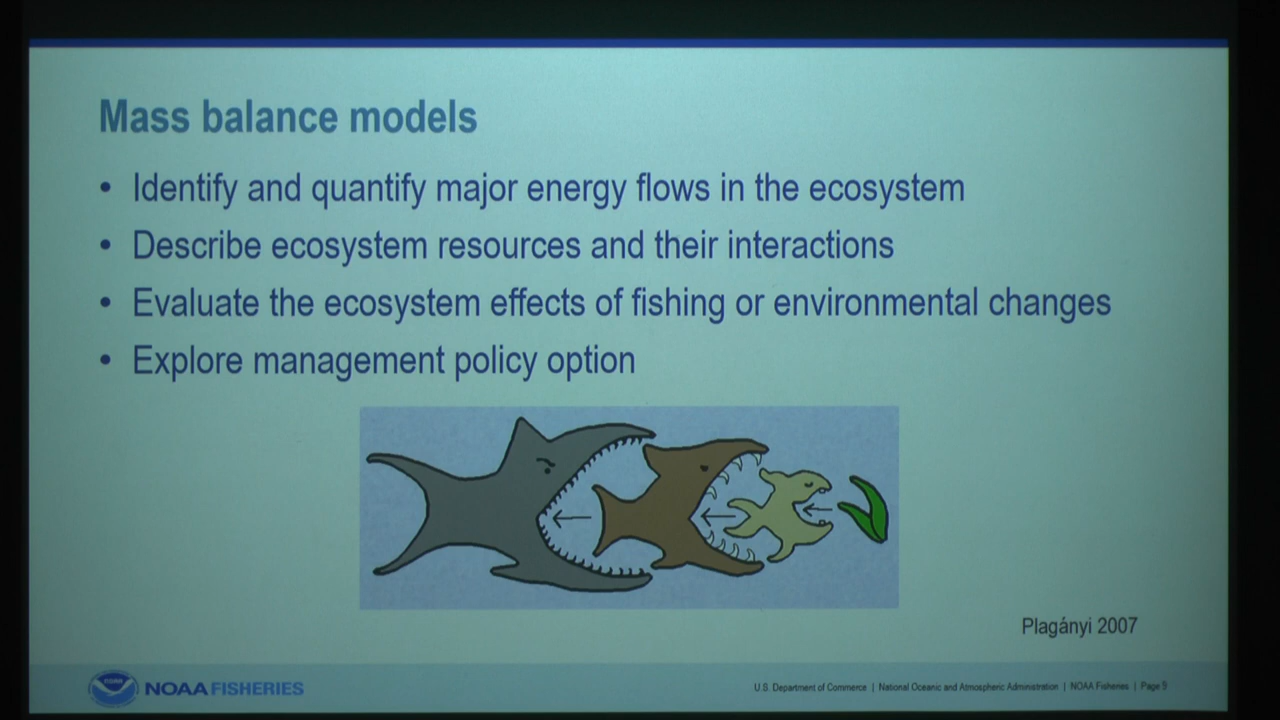 Mass balance models
• Identify and quantify major energy flows in the ecosystem
• Describe ecosystem resources and their interactions
• Evaluate the ecosystem effects of fishing or environmental changes
• Explore management policy option
Plagányi 2007
NOAA
NOAA FISHERIES
U.S. Department of Commerce | National Oceanic and Atmospheric Administration | NOAA Fisheries | Page 9